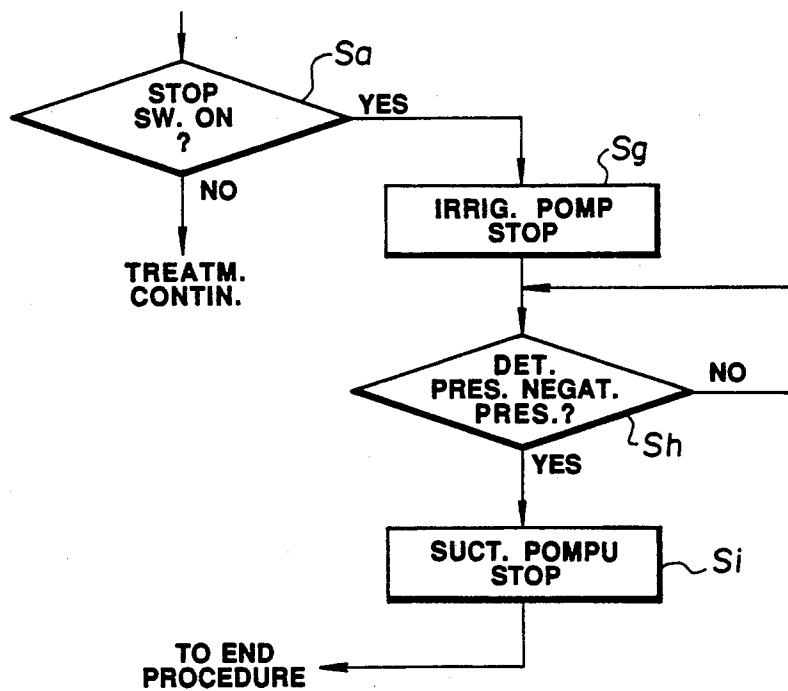 Sa
STOP
SW. ON
?
YES
NO
TREATM.
CONTIN.
Sg
IRRIG. POMP
STOP
DET.
PRES. NEGAT.
PRES.?
NO
Sh
YES
SUCT. POMPU
STOP
Si
TO END
PROCEDURE